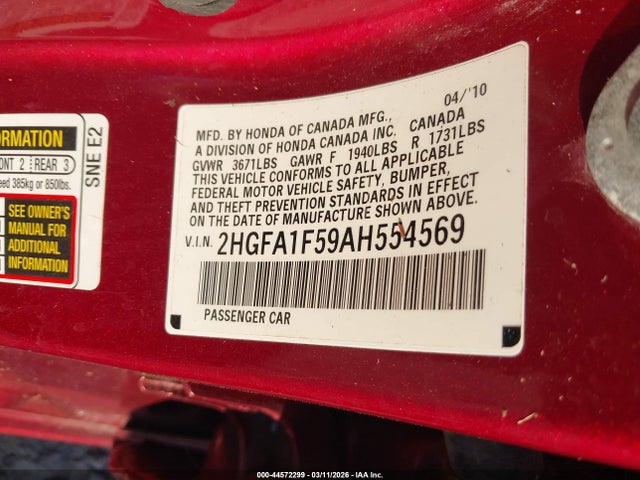 ORMATION
ONT 2 REAR 3
eed 385kg or 850lbs.
SEE OWNER'S
MANUAL FOR
ADDITIONAL
INFORMATION
SNE E2
04/'10
MFD. BY HONDA OF CANADA MFG.,
A DIVISION OF HONDA CANADA INC. CANADA
GVWR 3671LBS GAWR F 1940LBS R 1731LBS
THIS VEHICLE CONFORMS TO ALL APPLICABLE
FEDERAL MOTOR VEHICLE SAFETY, BUMPER,
AND THEFT PREVENTION STANDARDS IN EFFECT
ON THE DATE OF MANUFACTURE SHOWN ABOVE.
V.I.N. 2HGFA1F59AH554569
PASSENGER CAR
000-44572299 - 03/11/2026 - IAA Inc.